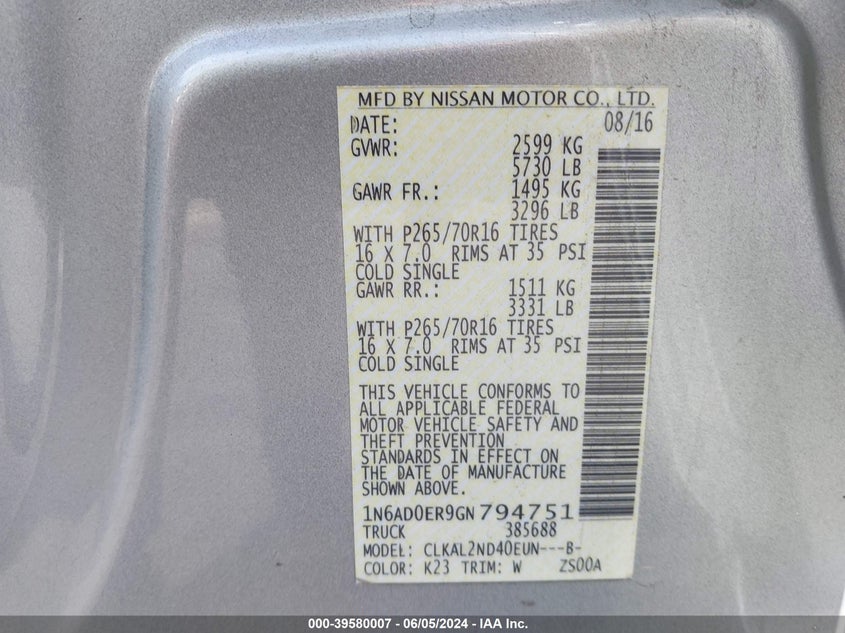 MFD BY NISSAN MOTOR CO., LTD.
DATE: 08/16
GVWR: 2599 KG
5730 LB
GAWR FR.: 1495 KG
3296 LB
WITH P265/70R16 TIRES
16 X 7.0 RIMS AT 35 PSI
COLD SINGLE
GAWR RR.: 1511 KG
3331 LB
WITH P265/70R16 TIRES
16 X 7.0 RIMS AT 35 PSI
COLD SINGLE
THIS VEHICLE CONFORMS TO
ALL APPLICABLE FEDERAL
MOTOR VEHICLE SAFETY AND
THEFT PREVENTION
STANDARDS IN EFFECT ON
THE DATE OF MANUFACTURE
SHOWN ABOVE.
1N6AD0ER9GN794751
TRUCK 385688
MODEL: CLKAL2ND40EUN---B-
COLOR: K23 TRIM: W ZS00A
000-39580007 - 06/05/2024 - IAA Inc.